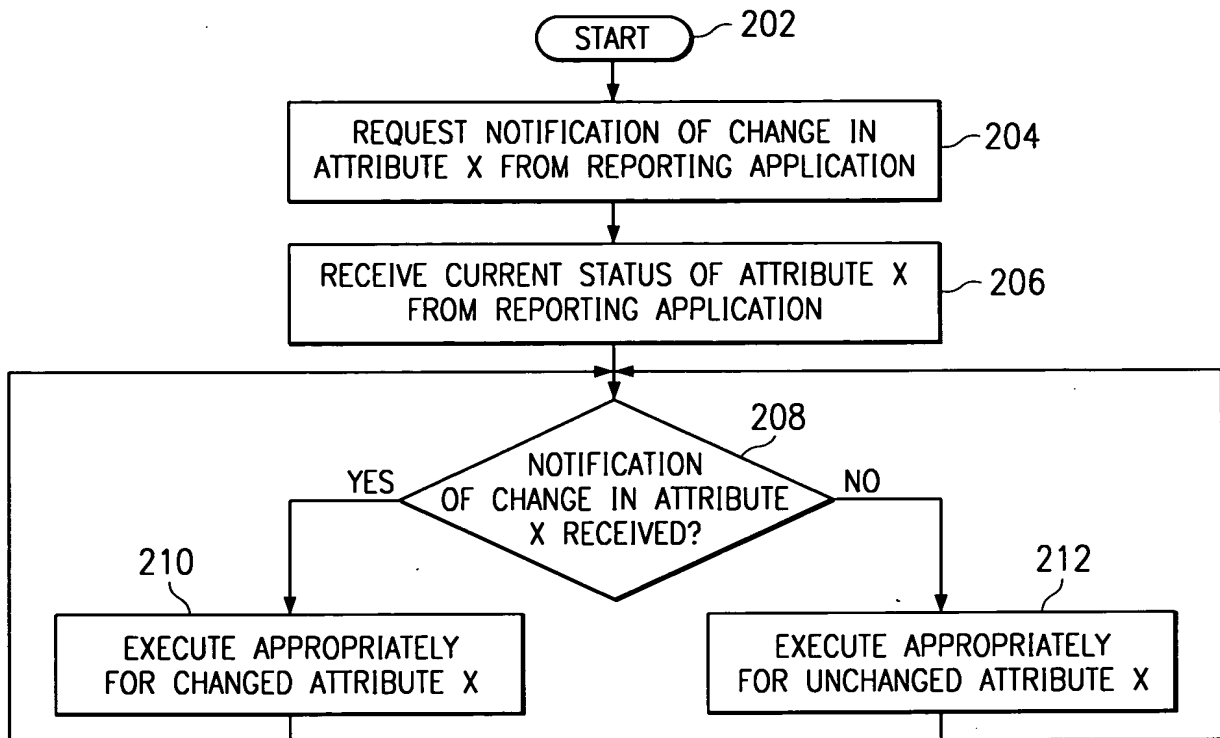 START
202
REQUEST NOTIFICATION OF CHANGE IN
ATTRIBUTE X FROM REPORTING APPLICATION
204
RECEIVE CURRENT STATUS OF ATTRIBUTE X
FROM REPORTING APPLICATION
206
208
YES
NOTIFICATION
OF CHANGE IN ATTRIBUTE
X RECEIVED?
NO
210
EXECUTE APPROPRIATELY
FOR CHANGED ATTRIBUTE X
212
EXECUTE APPROPRIATELY
FOR UNCHANGED ATTRIBUTE X